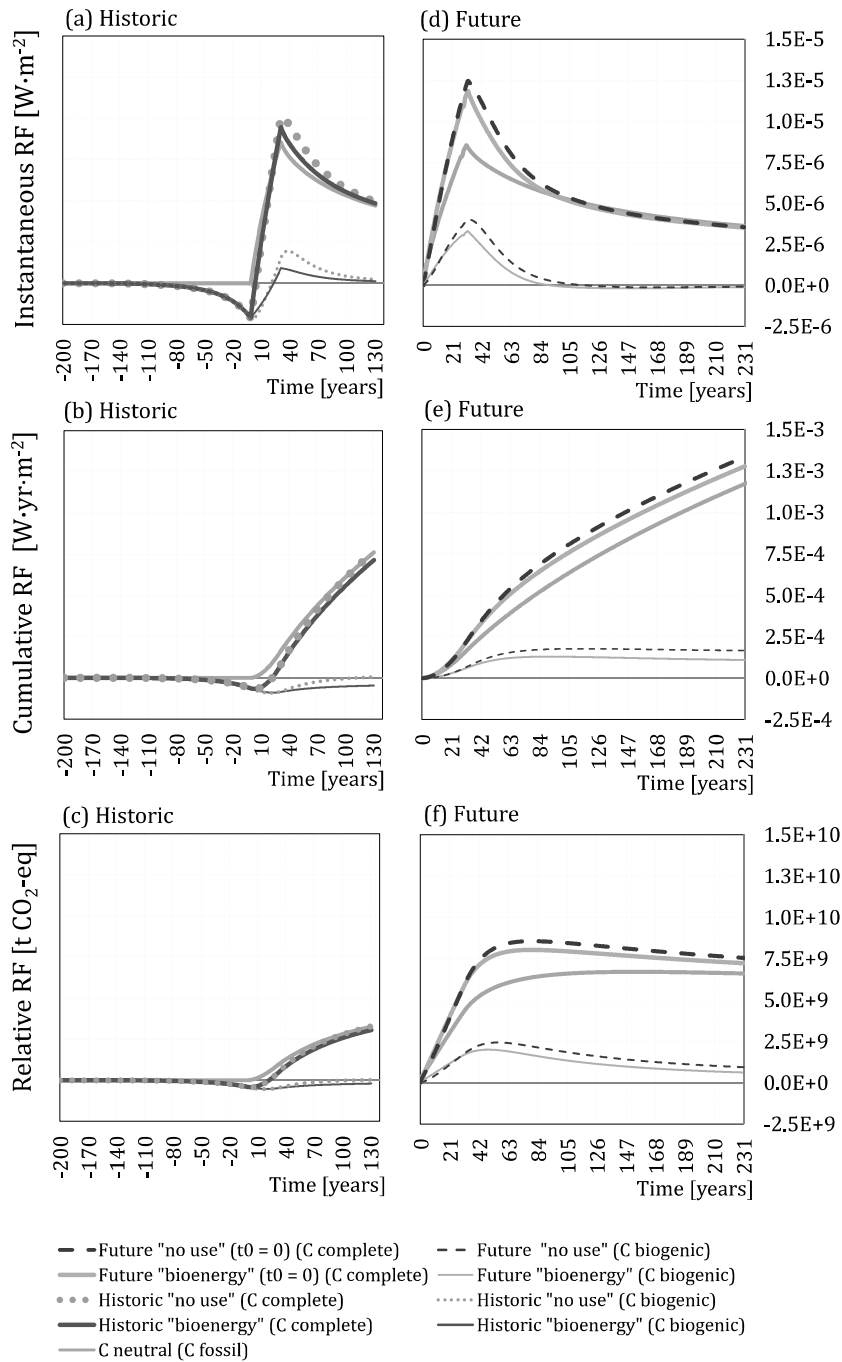 (a) Historic
(d) Future
Instantaneous RF [W·m-2]
1.5E-5
1.3E-5
1.0E-5
7.5E-6
5.0E-6
2.5E-6
0.0E+0
-2.5E-6
-200 -170 -140 -110 -80 -50 -20 10 40 70 100 130
0 21 42 63 84 105 126 147 168 189 210 231
Time [years]
Time [years]
(b) Historic
(e) Future
Cumulative RF [W·yr·m-2]
1.5E-3
1.3E-3
1.0E-3
7.5E-4
5.0E-4
2.5E-4
0.0E+0
-2.5E-4
-200 -170 -140 -110 -80 -50 -20 10 40 70 100 130
0 21 42 63 84 105 126 147 168 189 210 231
Time [years]
Time [years]
(c) Historic
(f) Future
Relative RF [t CO2-eq]
1.5E+10
1.3E+10
1.0E+10
7.5E+9
5.0E+9
2.5E+9
0.0E+0
-2.5E+9
-200 -170 -140 -110 -80 -50 -20 10 40 70 100 130
0 21 42 63 84 105 126 147 168 189 210 231
Time [years]
Time [years]
Future "no use" (t0 = 0) (C complete)
Future "no use" (C biogenic)
Future "bioenergy" (t0 = 0) (C complete)
Future "bioenergy" (C biogenic)
Historic "no use" (C complete)
Historic "no use" (C biogenic)
Historic "bioenergy" (C complete)
Historic "bioenergy" (C biogenic)
C neutral (C fossil)